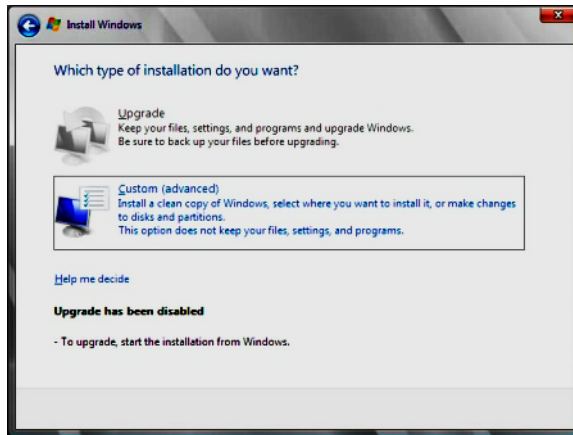 Install Windows
Which type of installation do you want?
Upgrade
Keep your files, settings, and programs and upgrade Windows.
Be sure to back up your files before upgrading.
Custom (advanced)
Install a clean copy of Windows, select where you want to install it, or make changes
to disks and partitions.
This option does not keep your files, settings, and programs.
Help me decide
Upgrade has been disabled
- To upgrade, start the installation from Windows.